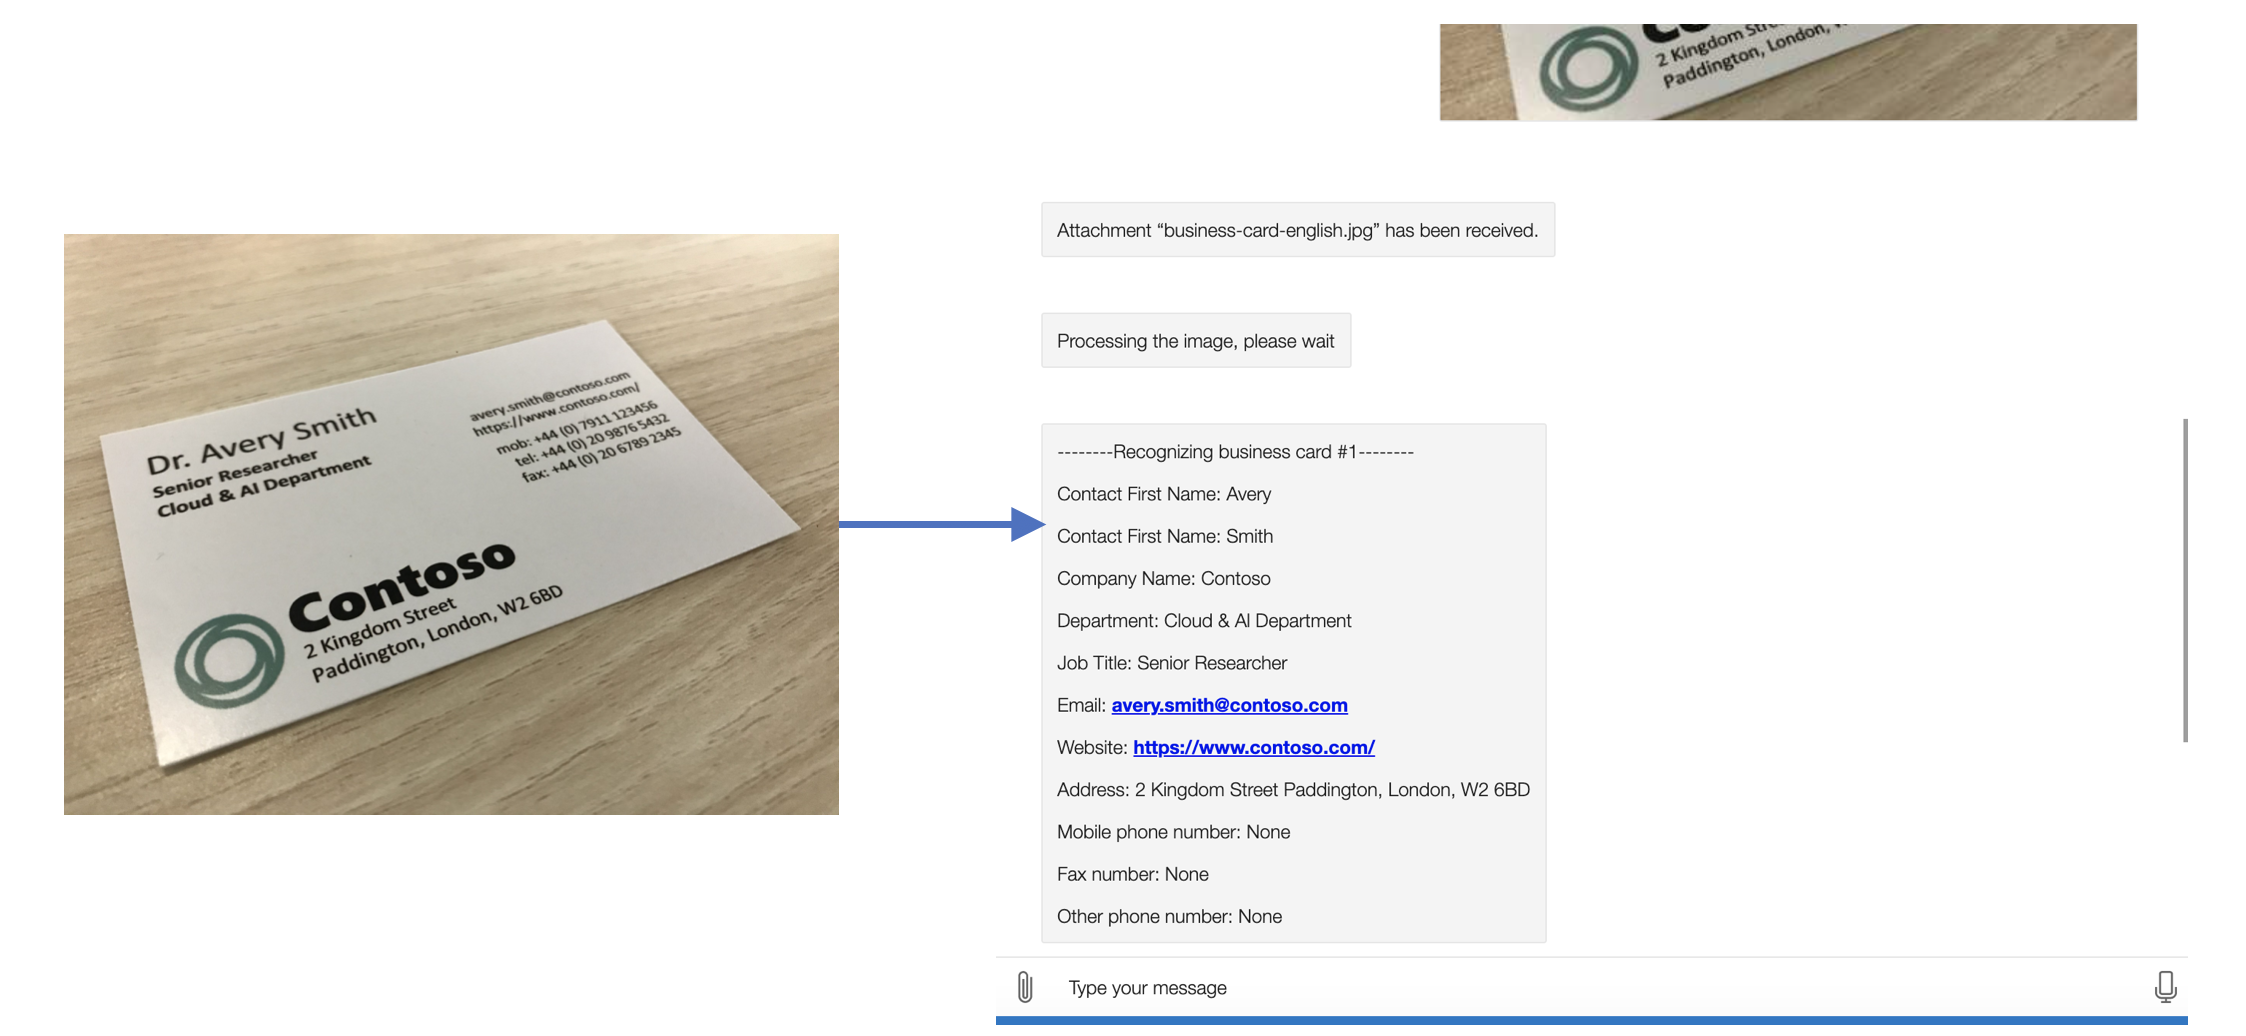 2 Kingdom Str
Paddington, London,
Dr. Avery Smith
Senior Researcher
Cloud & AI Department
avery.smith@contoso.com
https://www.contoso.com/
mob: +44 (0) 7911 123456
tel: +44 (0) 20 9876 5432
fax: +44 (0) 20 6789 2345
Contoso
2 Kingdom Street
Paddington, London, W2 6BD
Attachment “business-card-english.jpg” has been received.
Processing the image, please wait
--------Recognizing business card #1--------
Contact First Name: Avery
Contact First Name: Smith
Company Name: Contoso
Department: Cloud & AI Department
Job Title: Senior Researcher
Email: avery.smith@contoso.com
Website: https://www.contoso.com/
Address: 2 Kingdom Street Paddington, London, W2 6BD
Mobile phone number: None
Fax number: None
Other phone number: None
Type your message